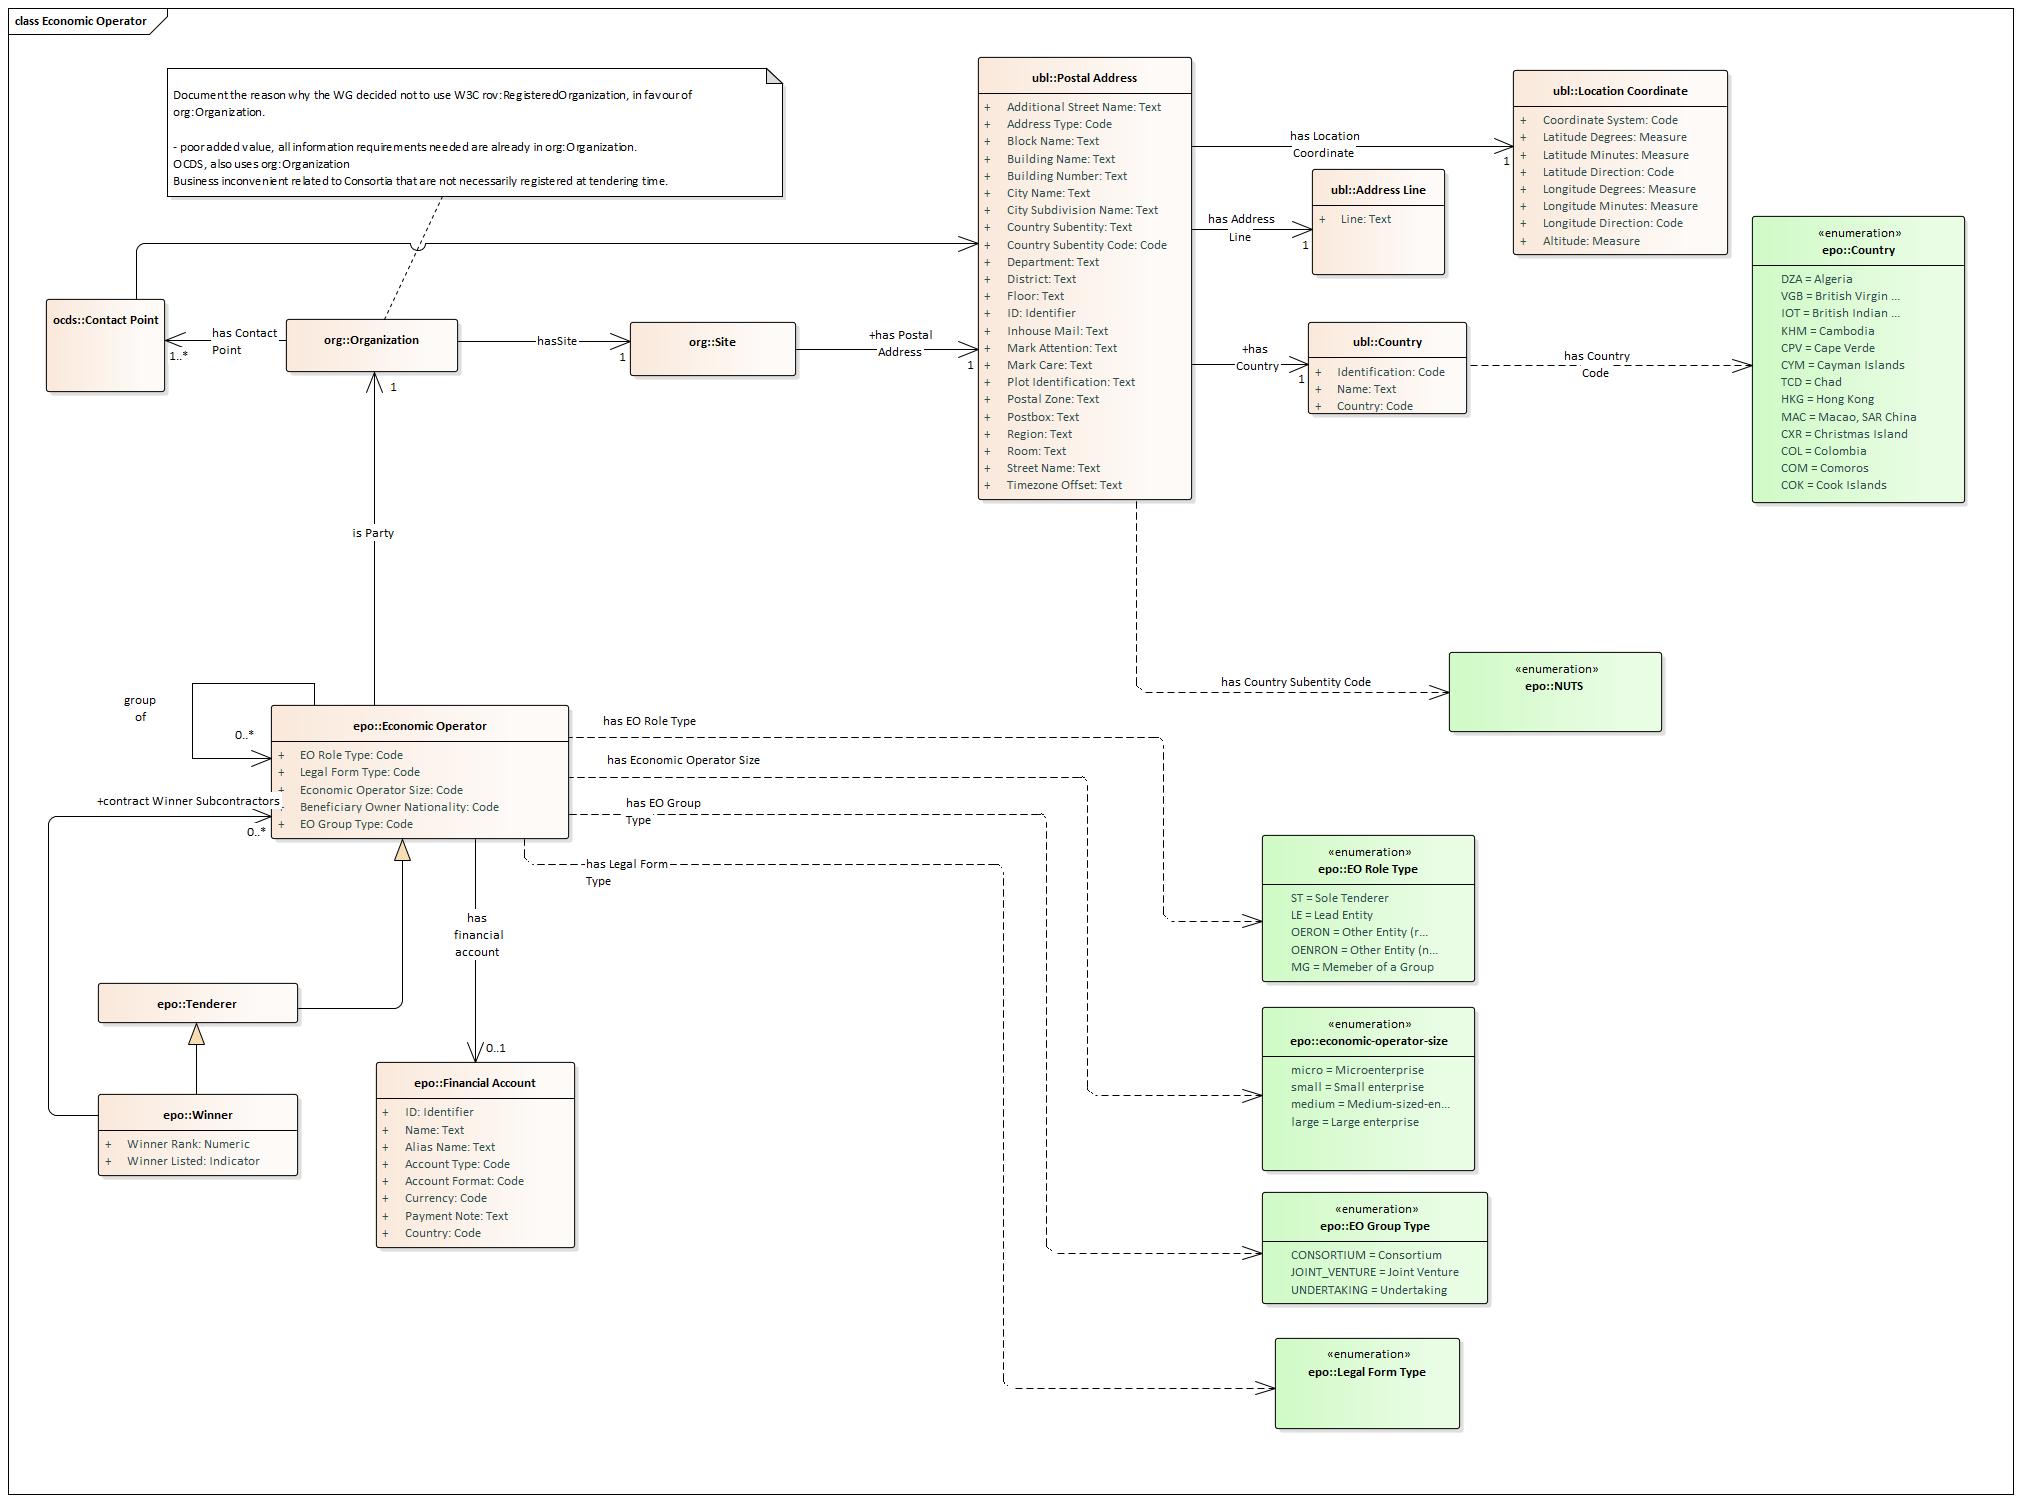 class Economic Operator
Document the reason why the WG decided not to use W3C rov:RegisteredOrganization, in favour of
org:Organization.
- poor added value, all information requirements needed are already in org:Organization.
OCDS, also uses org:Organization
Business inconvenient related to Consortia that are not necessarily registered at tendering time.
ubl::Postal Address
+ Additional Street Name: Text
+ Address Type: Code
+ Block Name: Text
+ Building Name: Text
+ Building Number: Text
+ City Name: Text
+ City Subdivision Name: Text
+ Country Subentity: Text
+ Country Subentity Code: Code
+ Department: Text
+ District: Text
+ Floor: Text
+ ID: Identifier
+ Inhouse Mail: Text
+ Mark Attention: Text
+ Mark Care: Text
+ Plot Identification: Text
+ Postal Zone: Text
+ Postbox: Text
+ Region: Text
+ Room: Text
+ Street Name: Text
+ Timezone Offset: Text
has Location
Coordinate
1
ubl::Location Coordinate
+ Coordinate System: Code
+ Latitude Degrees: Measure
+ Latitude Minutes: Measure
+ Latitude Direction: Code
+ Longitude Degrees: Measure
+ Longitude Minutes: Measure
+ Longitude Direction: Code
+ Altitude: Measure
has Address
Line
1
ubl::Address Line
+ Line: Text
«enumeration»
epo::Country
DZA = Algeria
VGB = British Virgin ...
IOT = British Indian ...
KHM = Cambodia
CPV = Cape Verde
CYM = Cayman Islands
TCD = Chad
HKG = Hong Kong
MAC = Macao, SAR China
CXR = Christmas Island
COL = Colombia
COM = Comoros
COK = Cook Islands
ocds::Contact Point
has Contact
Point
1..*
org::Organization
hasSite
1
org::Site
+has Postal
Address
1
+has
Country
1
ubl::Country
+ Identification: Code
+ Name: Text
+ Country: Code
has Country
Code
1
is Party
has Country Subentity Code
«enumeration»
epo::NUTS
group
of
0..*
epo::Economic Operator
+ EO Role Type: Code
+ Legal Form Type: Code
+ Economic Operator Size: Code
Beneficiary Owner Nationality: Code
+ EO Group Type: Code
+contract Winner Subcontractors
0..*
has EO Role Type
has Economic Operator Size
has EO Group
Type
has Legal Form
Type
has
financial
account
0..1
«enumeration»
epo::EO Role Type
ST = Sole Tenderer
LE = Lead Entity
OERON = Other Entity (r...
OENRON = Other Entity (n...
MG = Memeber of a Group
epo::Tenderer
«enumeration»
epo::economic-operator-size
micro = Microenterprise
small = Small enterprise
medium = Medium-sized-en...
large = Large enterprise
epo::Winner
+ Winner Rank: Numeric
+ Winner Listed: Indicator
epo::Financial Account
+ ID: Identifier
+ Name: Text
+ Alias Name: Text
+ Account Type: Code
+ Account Format: Code
+ Currency: Code
+ Payment Note: Text
+ Country: Code
«enumeration»
epo::EO Group Type
CONSORTIUM = Consortium
JOINT_VENTURE = Joint Venture
UNDERTAKING = Undertaking
«enumeration»
epo::Legal Form Type